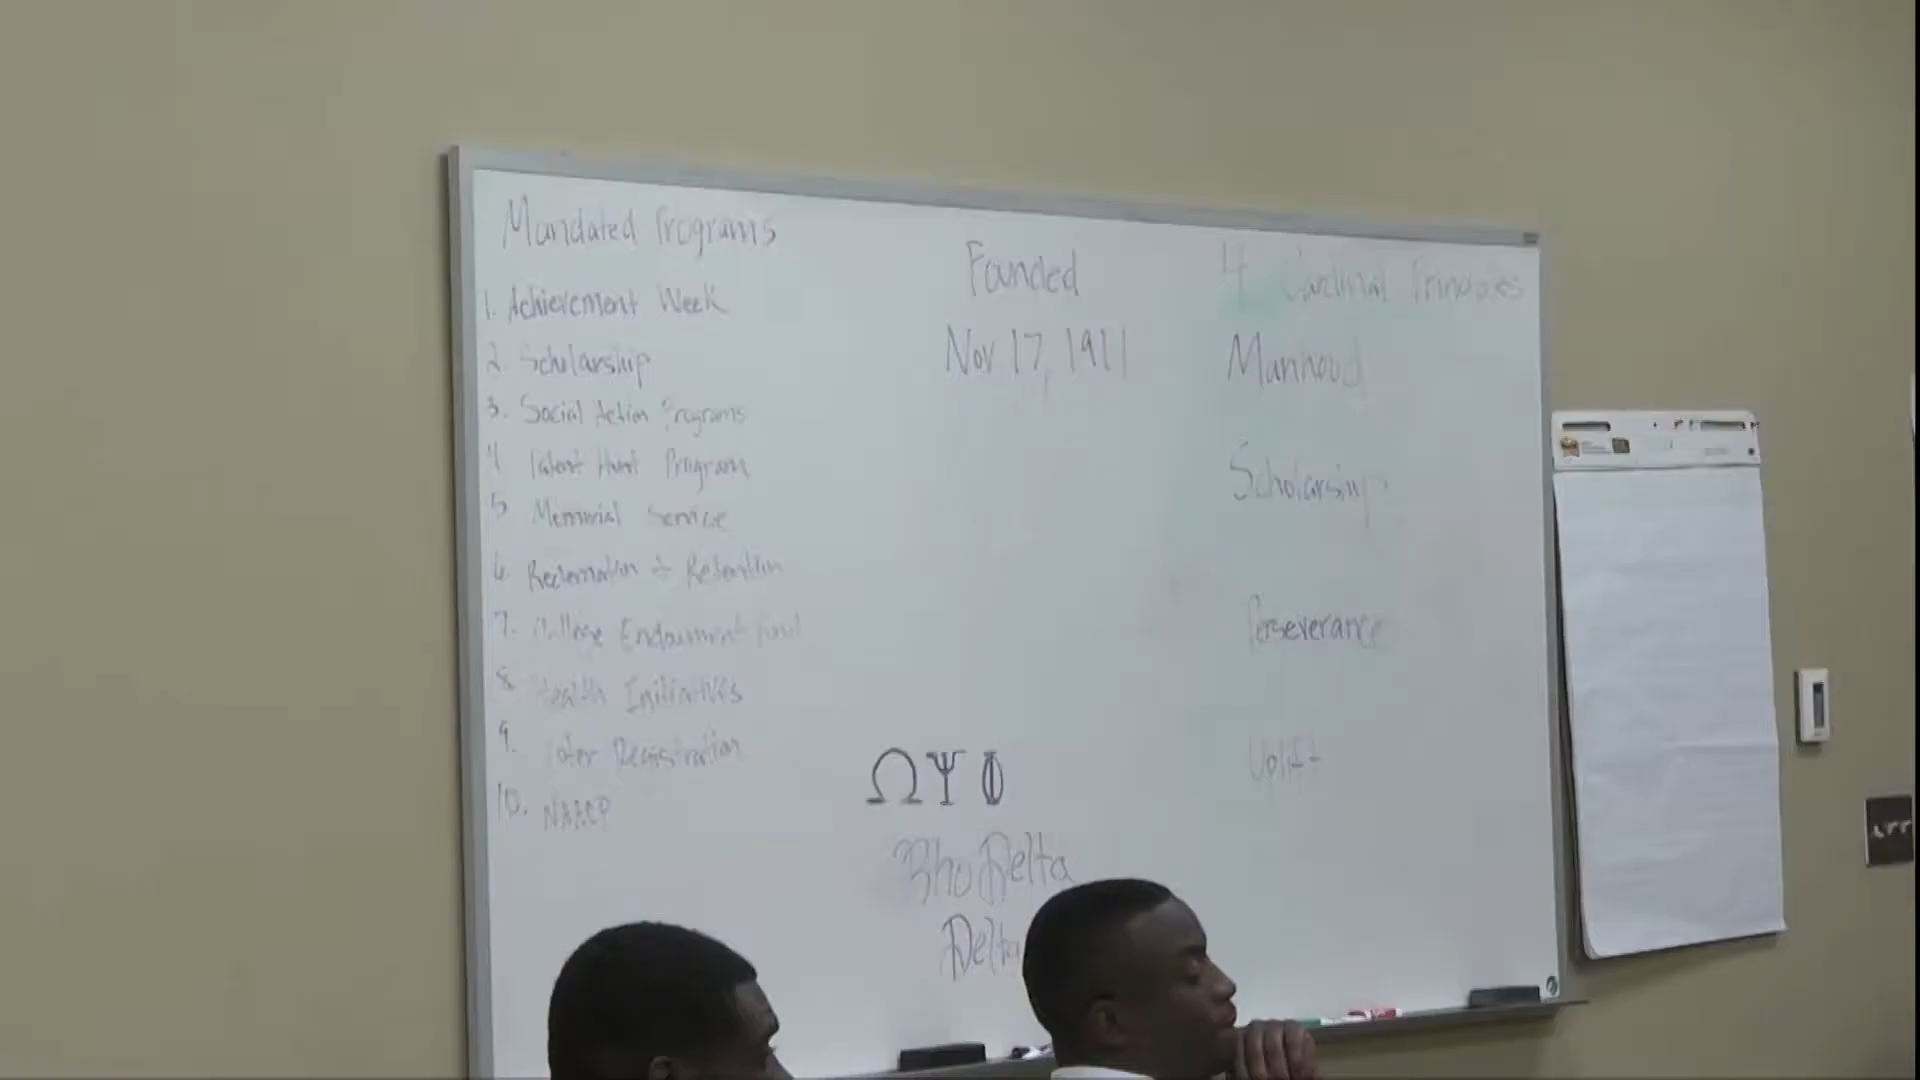 Mandated Programs
1. Achievement Week
2. Scholarship
3. Social Action Programs
4 Talent Hunt Program
5 Memorial Service
6. Reclamation + Retention
7. College Endowment Fund
8. Health Initiatives
9. Voter Registration
10. NAACP
Founded
Nov 17, 1911
ΩΨΦ
Rho Delta
Delta
4 Cardinal Principles
Manhood
Scholarship
Perseverance
Uplift